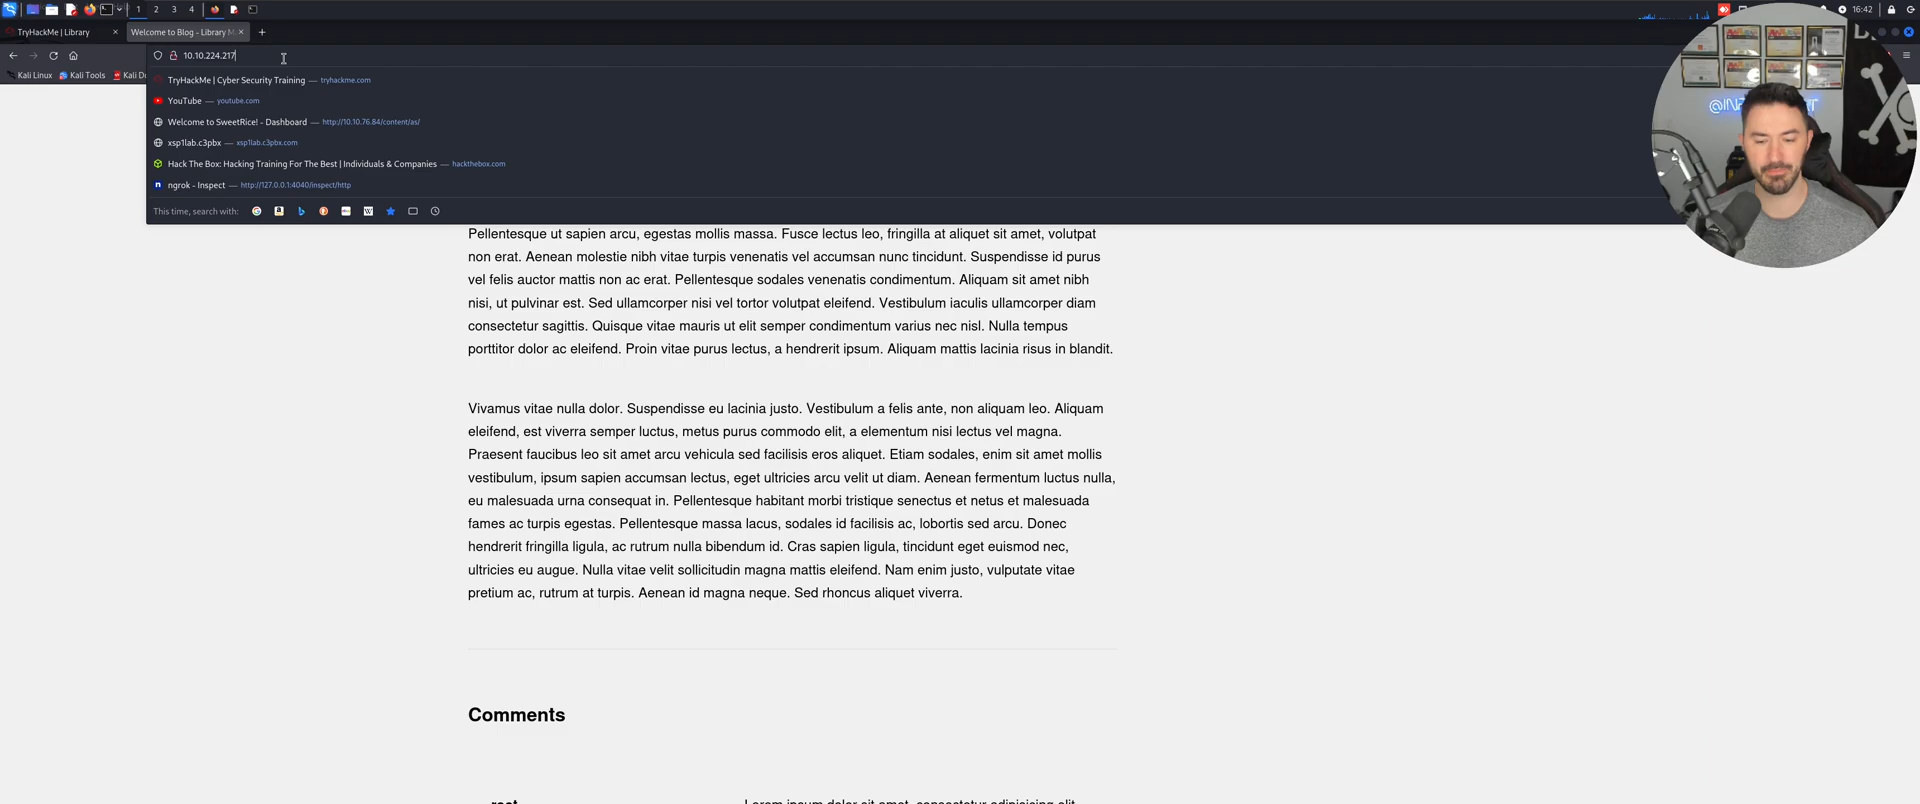 1 2 3 4
16:42
TryHackMe | Library
Welcome to Blog - Library M
10.10.224.217
Kali Linux Kali Tools Kali Do
TryHackMe | Cyber Security Training — tryhackme.com
YouTube — youtube.com
Welcome to SweetRice! - Dashboard — http://10.10.76.84/content/as/
xsp1lab.c3pbx — xsp1lab.c3pbx.com
Hack The Box: Hacking Training For The Best | Individuals & Companies — hackthebox.com
ngrok - Inspect — http://127.0.0.1:4040/inspect/http
This time, search with:
Pellentesque ut sapien arcu, egestas mollis massa. Fusce lectus leo, fringilla at aliquet sit amet, volutpat
non erat. Aenean molestie nibh vitae turpis venenatis vel accumsan nunc tincidunt. Suspendisse id purus
vel felis auctor mattis non ac erat. Pellentesque sodales venenatis condimentum. Aliquam sit amet nibh
nisi, ut pulvinar est. Sed ullamcorper nisi vel tortor volutpat eleifend. Vestibulum iaculis ullamcorper diam
consectetur sagittis. Quisque vitae mauris ut elit semper condimentum varius nec nisl. Nulla tempus
porttitor dolor ac eleifend. Proin vitae purus lectus, a hendrerit ipsum. Aliquam mattis lacinia risus in blandit.
Vivamus vitae nulla dolor. Suspendisse eu lacinia justo. Vestibulum a felis ante, non aliquam leo. Aliquam
eleifend, est viverra semper luctus, metus purus commodo elit, a elementum nisi lectus vel magna.
Praesent faucibus leo sit amet arcu vehicula sed facilisis eros aliquet. Etiam sodales, enim sit amet mollis
vestibulum, ipsum sapien accumsan lectus, eget ultricies arcu velit ut diam. Aenean fermentum luctus nulla,
eu malesuada urna consequat in. Pellentesque habitant morbi tristique senectus et netus et malesuada
fames ac turpis egestas. Pellentesque massa lacus, sodales id facilisis ac, lobortis sed arcu. Donec
hendrerit fringilla ligula, ac rutrum nulla bibendum id. Cras sapien ligula, tincidunt eget euismod nec,
ultricies eu augue. Nulla vitae velit sollicitudin magna mattis eleifend. Nam enim justo, vulputate vitae
pretium ac, rutrum at turpis. Aenean id magna neque. Sed rhoncus aliquet viverra.
Comments
root Lorem ipsum dolor sit amet, consectetur adipisicing elit